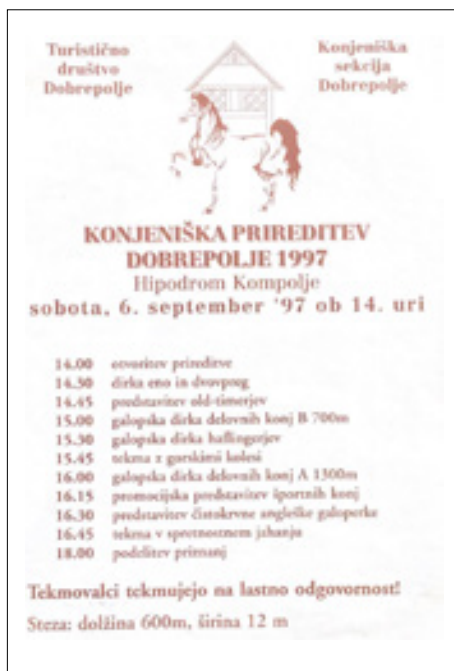 Turistično
društvo
Dobrepolje
Konjeniška
sekcija
Dobrepolje
KONJENIŠKA PRIREDITEV
DOBREPOLJE 1997
Hipodrom Kompolje
sobota, 6. september '97 ob 14. uri
14.00 otvoritev prireditve
14.30 dirka eno in dvovpreg
14.45 predstavitev old-timerjev
15.00 galopska dirka delovnih konj B 700m
15.30 galopska dirka haflingerjev
15.45 tekma z gorskimi kolesi
16.00 galopska dirka delovnih konj A 1300m
16.15 promocijska predstavitev športnih konj
16.30 predstavitev čistokrvne angleške galoperke
16.45 tekma v spretnostnem jahanju
18.00 podelitev priznanj
Tekmovalci tekmujejo na lastno odgovornost!
Steza: dolžina 600m, širina 12 m